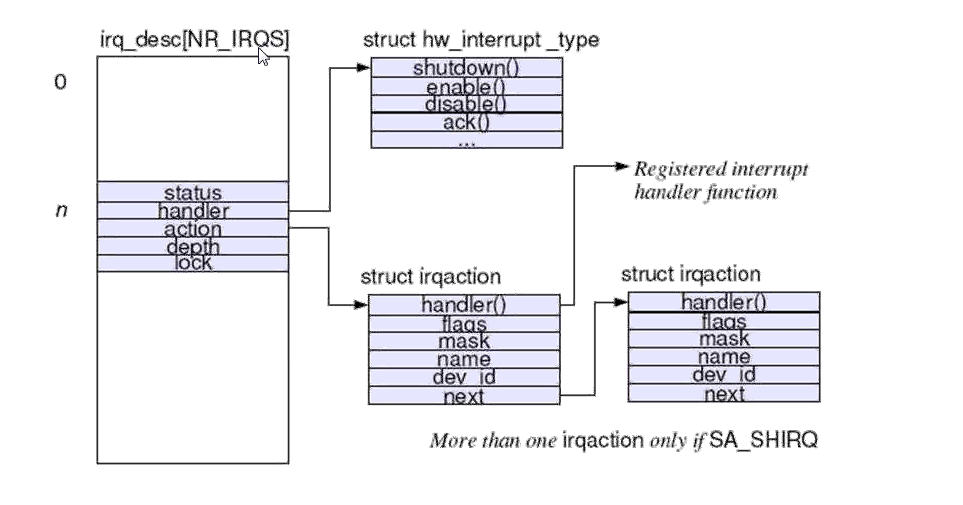 irq_desc[NR_IRQS]
struct hw_interrupt _type
0
shutdown()
enable()
disable()
ack()
...
Registered interrupt
handler function
n
status
handler
action
depth
lock
struct irqaction
struct irqaction
handler()
flags
mask
name
dev_id
next
handler()
flags
mask
name
dev_id
next
More than one irqaction only if SA_SHIRQ